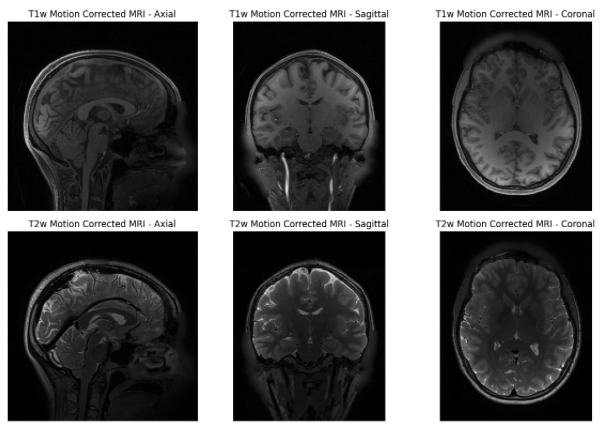 T1w Motion Corrected MRI - Axial
T1w Motion Corrected MRI - Sagittal
T1w Motion Corrected MRI - Coronal
T2w Motion Corrected MRI - Axial
T2w Motion Corrected MRI - Sagittal
T2w Motion Corrected MRI - Coronal